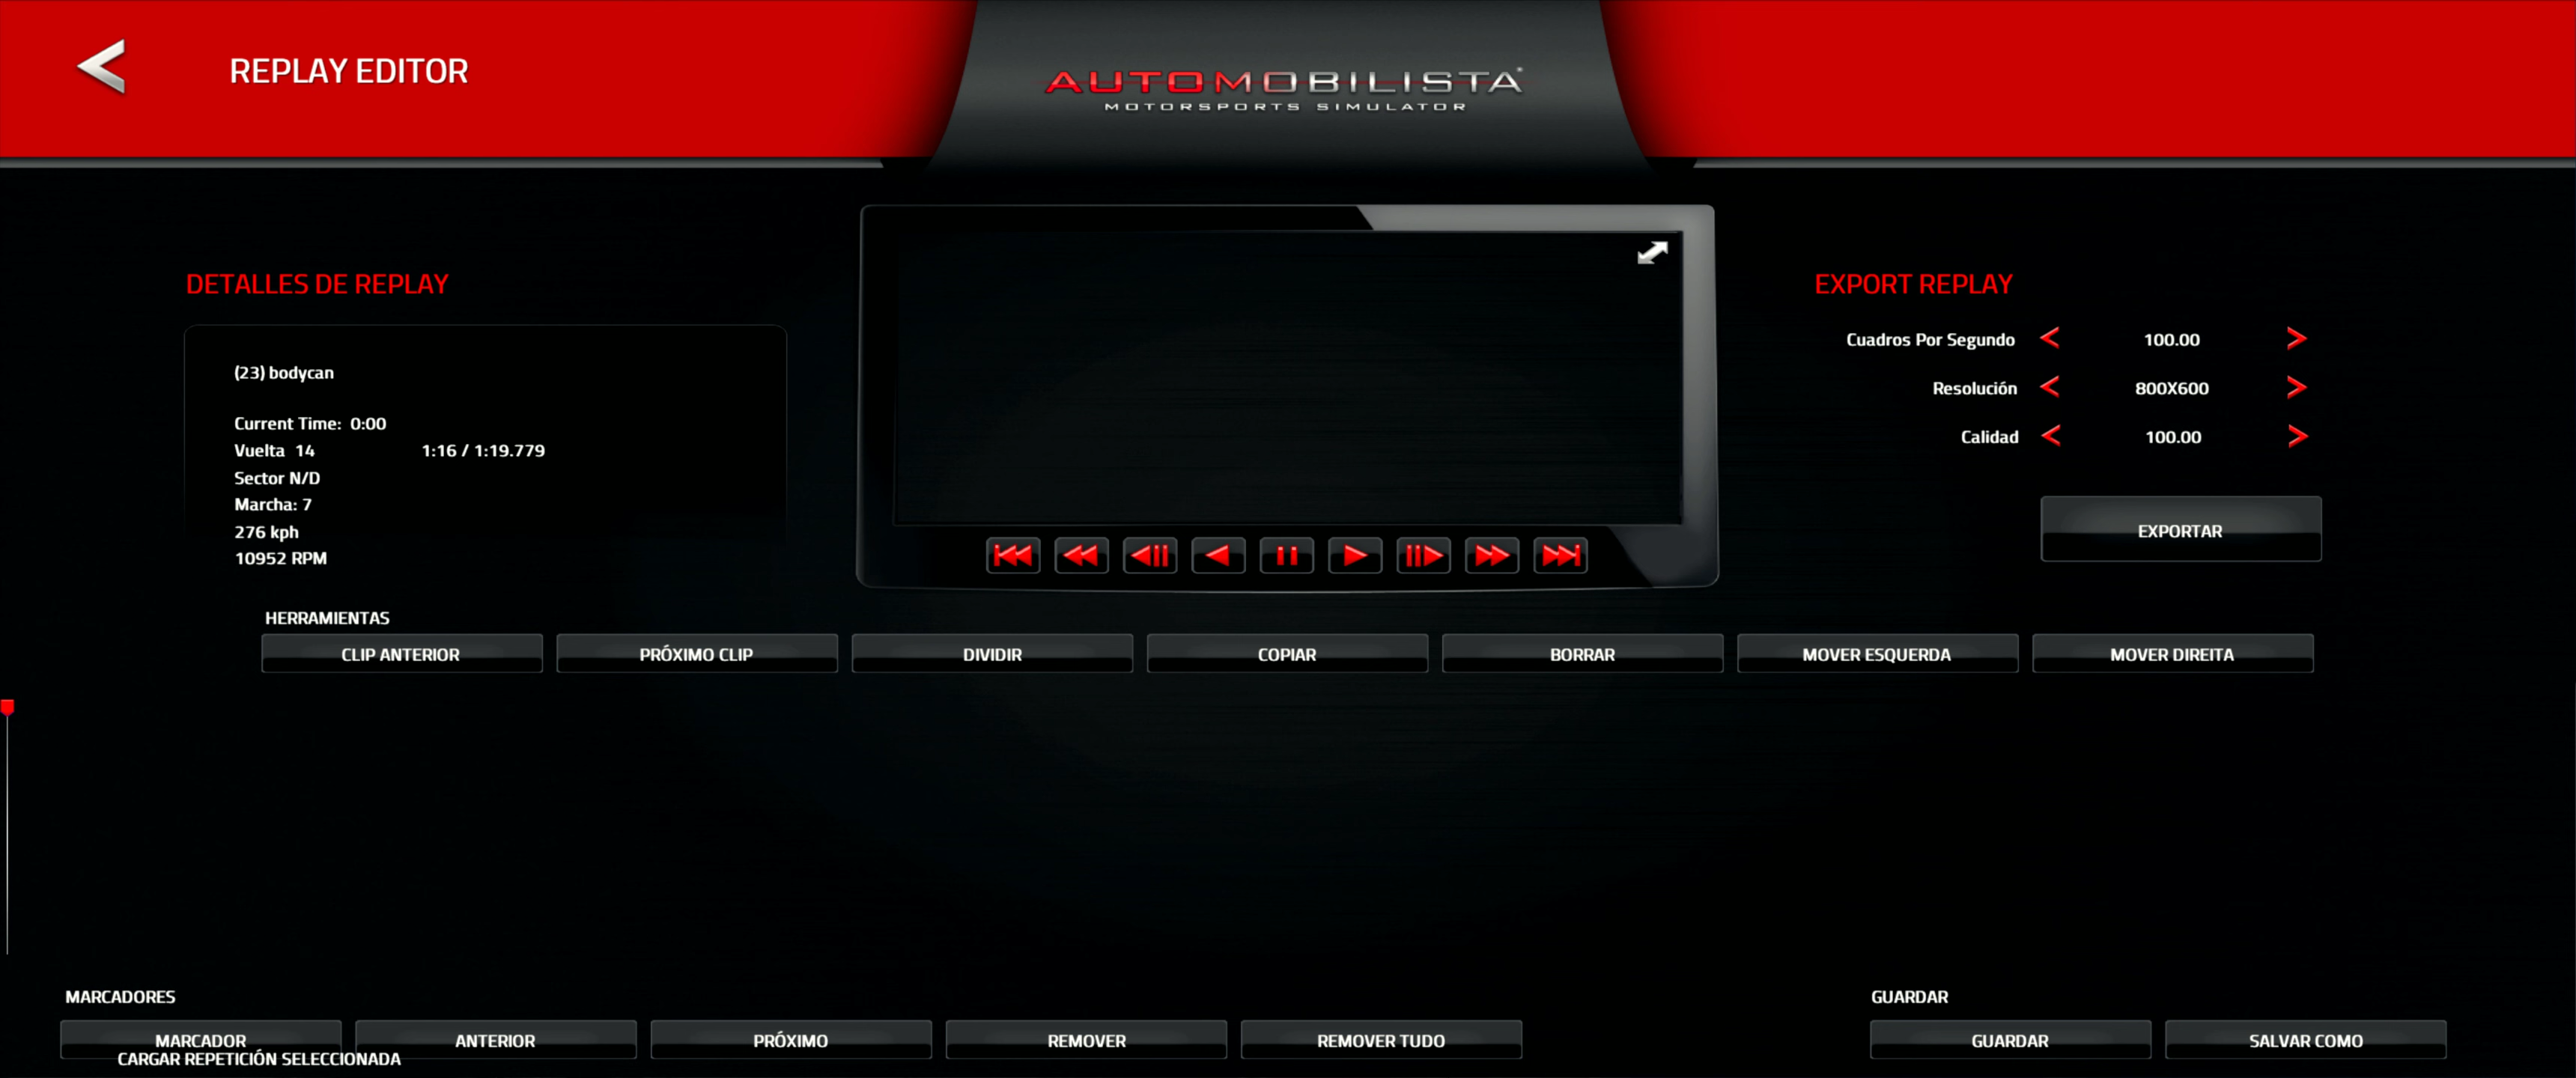 REPLAY EDITOR
AUTOMOBILISTA
MOTORSPORTS SIMULATOR
DETALLES DE REPLAY
(23) bodycan
Current Time: 0:00
Vuelta 14 1:16 / 1:19.779
Sector N/D
Marcha: 7
276 kph
10952 RPM
EXPORT REPLAY
Cuadros Por Segundo 100.00
Resolución 800X600
Calidad 100.00
EXPORTAR
HERRAMIENTAS
CLIP ANTERIOR PRÓXIMO CLIP DIVIDIR COPIAR BORRAR MOVER ESQUERDA MOVER DIREITA
MARCADORES
MARCADOR ANTERIOR PRÓXIMO REMOVER REMOVER TUDO
CARGAR REPETICIÓN SELECCIONADA
GUARDAR
GUARDAR SALVAR COMO